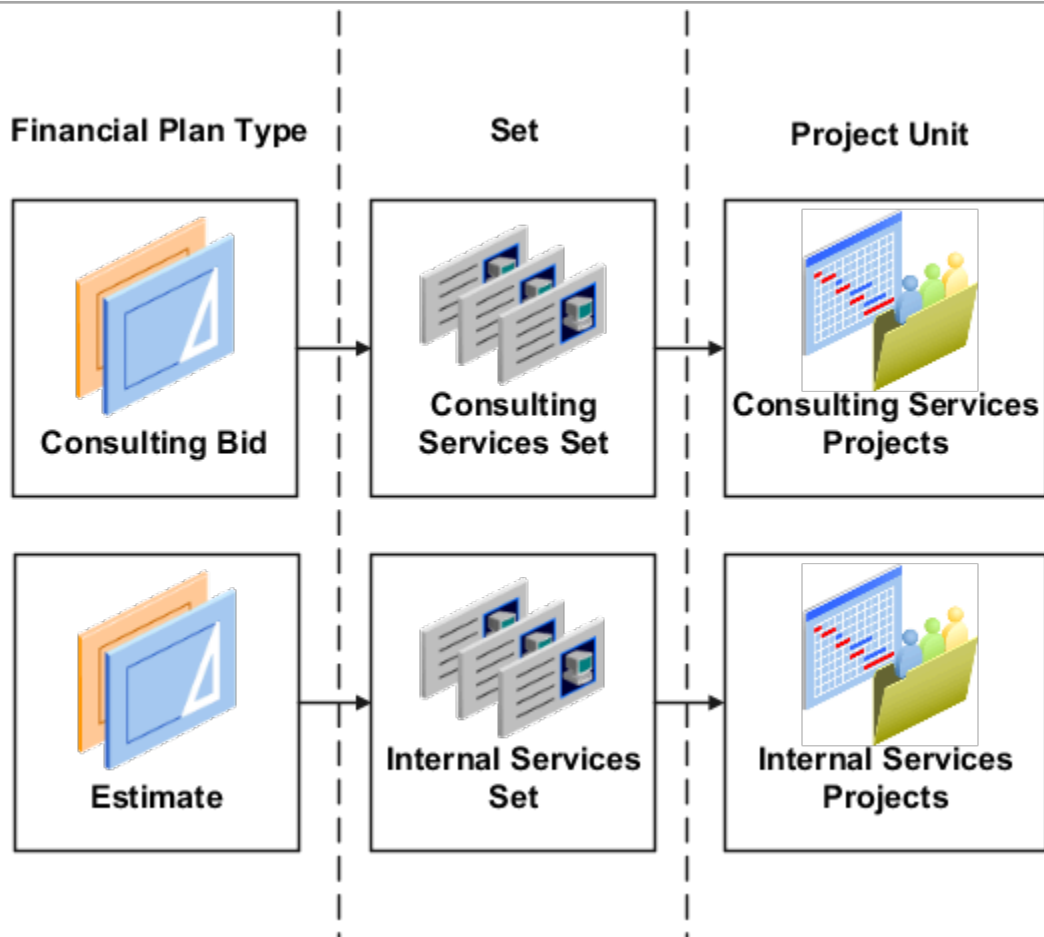 Financial Plan Type
Set
Project Unit
Consulting Bid
Consulting
Services Set
Consulting Services
Projects
Estimate
Internal Services
Set
Internal Services
Projects